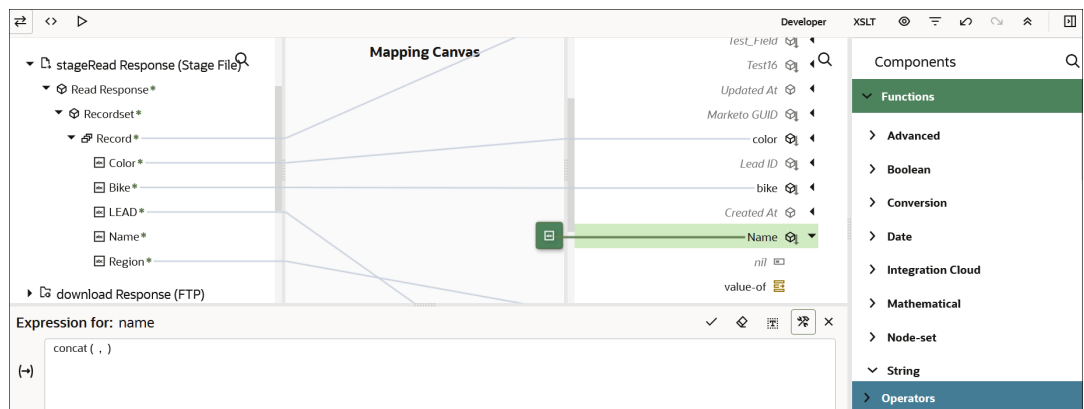 Developer XSLT
stageRead Response (Stage File)
Read Response*
Recordset*
Record*
Color*
Bike*
LEAD*
Name*
Region*
download Response (FTP)
Mapping Canvas
Test_Field
Test16
Updated At
Marketo GUID
color
Lead ID
bike
Created At
Name
nil
value-of
Components
Functions
Advanced
Boolean
Conversion
Date
Integration Cloud
Mathematical
Node-set
String
Operators
Expression for: name
concat ( , )